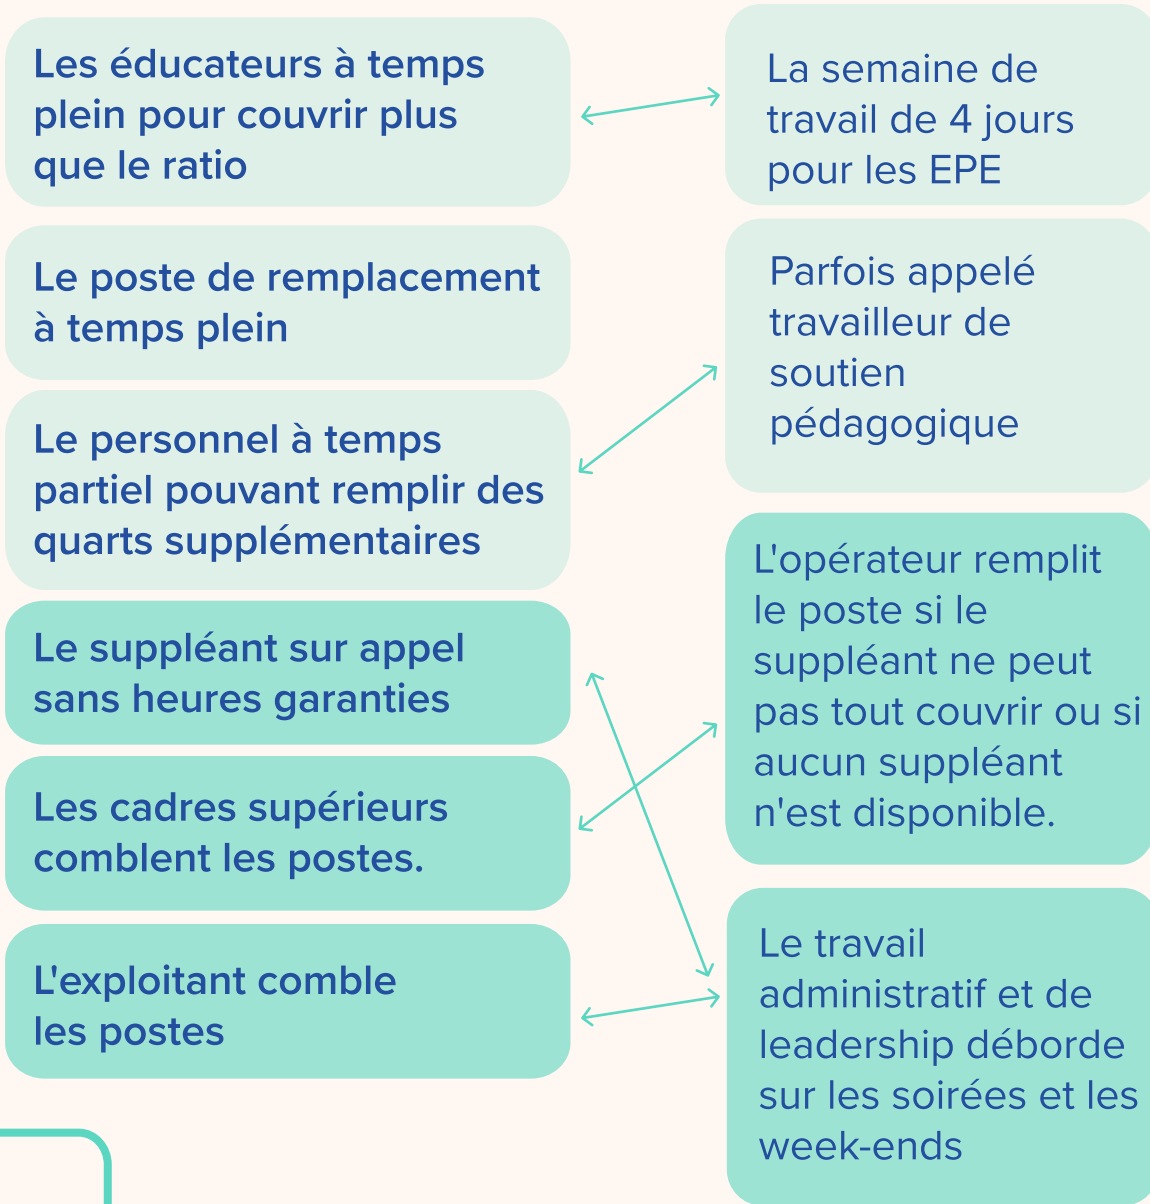 Les éducateurs à temps
plein pour couvrir plus
que le ratio
Le poste de remplacement
à temps plein
Le personnel à temps
partiel pouvant remplir des
quarts supplémentaires
Le suppléant sur appel
sans heures garanties
Les cadres supérieurs
comblent les postes.
L'exploitant comble
les postes
La semaine de
travail de 4 jours
pour les EPE
Parfois appelé
travailleur de
soutien
pédagogique
L'opérateur remplit
le poste si le
suppléant ne peut
pas tout couvrir ou si
aucun suppléant
n'est disponible.
Le travail
administratif et de
leadership déborde
sur les soirées et les
week-ends